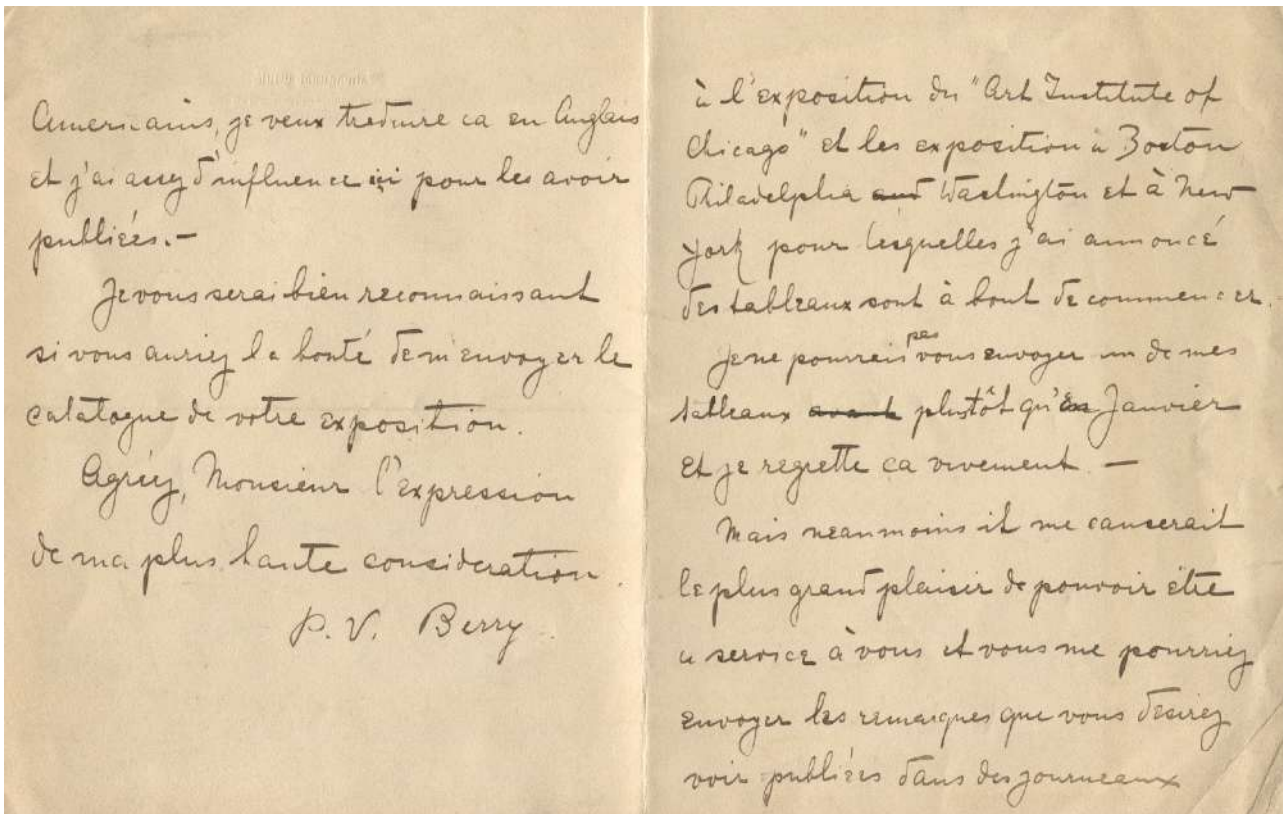 Americains, je veux traduire ca en Anglais
et j'ai assez d'influence ici pour les avoir
publiées.—
Je vous serai bien reconnaissant
si vous auriez la bonté de m'envoyer le
catalogue de votre exposition.
Agréez, Monsieur l'expression
de ma plus haute consideration.
P.V. Berry
à l'exposition du "Art Institute of
Chicago" et les exposition à Boston
Philadelphia and Washington et à New
York pour lesquelles j'ai annoncé
des tableaux sont à bout de commencer.
Je ne pourrais pas vous envoyer un de mes
tableaux avant plustôt qu'en Janvier
et je regrette ca vivement. —
Mais neanmoins il me causerait
le plus grand plaisir de pouvoir être
a service à vous et vous me pourriez
envoyer les remarques que vous desirez
voir publiées dans des journeaux